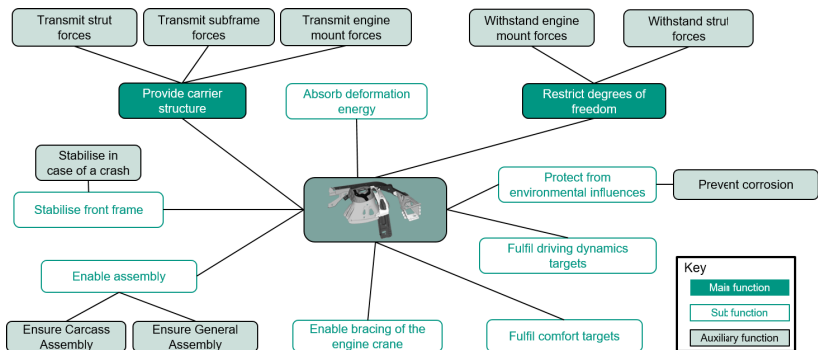 Transmit strut
forces
Transmit subframe
forces
Transmit engine
mount forces
Withstand engine
mount forces
Withstand strut
forces
Provide carrier
structure
Absorb deformation
energy
Restrict degrees of
freedom
Stabilise in
case of a crash
Protect from
environmental influences
Prevent corrosion
Stabilise front frame
Fulfil driving dynamics
targets
Enable assembly
Key
Main function
Sub function
Auxiliary function
Ensure Carcass
Assembly
Ensure General
Assembly
Enable bracing of the
engine crane
Fulfil comfort targets